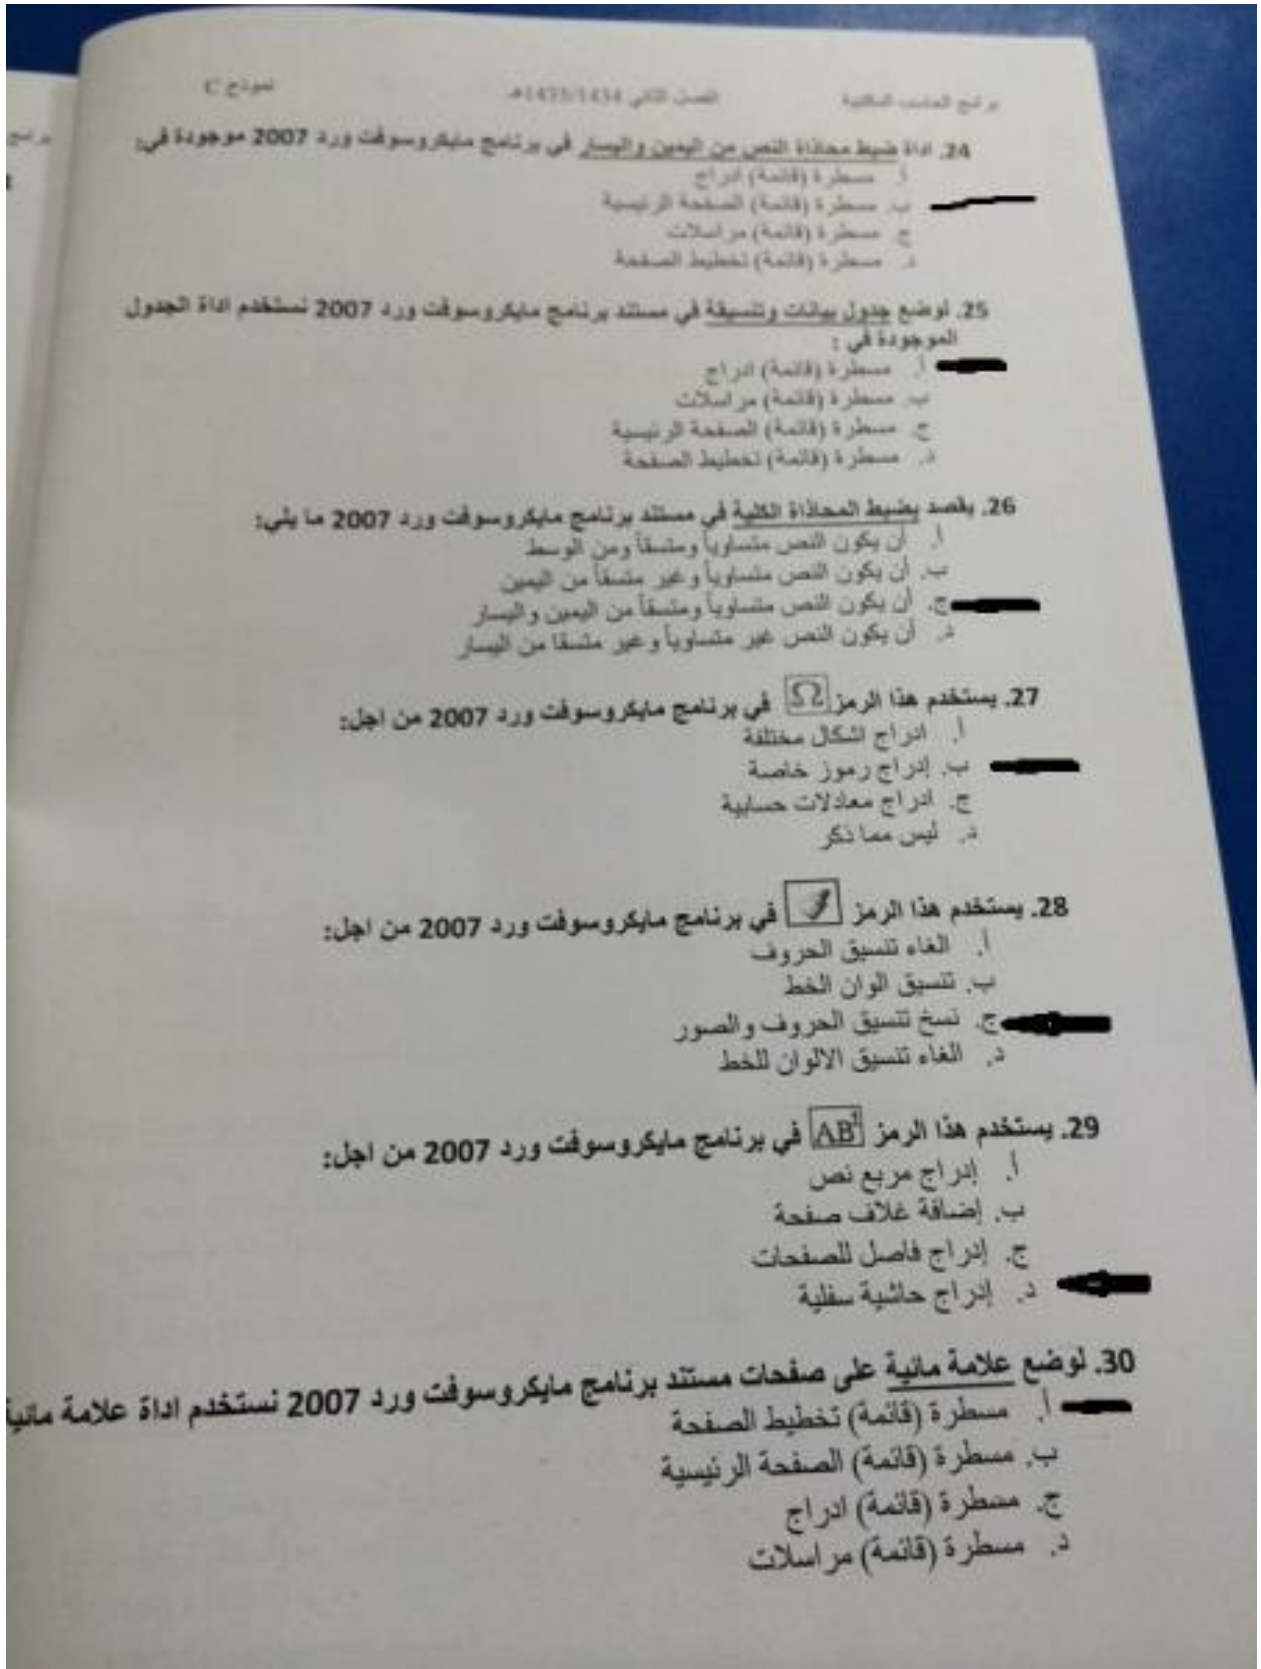 برامج الحاسب المكتبية الفصل الثاني 1435/1434هـ نموذج C
24. اداة ضبط محاذاة النص من اليمين واليسار في برنامج مايكروسوفت ورد 2007 موجودة في:
أ. مسطرة (قائمة) ادراج
ب. مسطرة (قائمة) الصفحة الرئيسية
ج. مسطرة (قائمة) مراسلات
د. مسطرة (قائمة) تخطيط الصفحة
25. لوضع جدول بيانات وتنسيقة في مستند برنامج مايكروسوفت ورد 2007 نستخدم اداة الجدول
الموجودة في :
أ. مسطرة (قائمة) ادراج
ب. مسطرة (قائمة) مراسلات
ج. مسطرة (قائمة) الصفحة الرئيسية
د. مسطرة (قائمة) تخطيط الصفحة
26. يقصد بضبط المحاذاة الكلية في مستند برنامج مايكروسوفت ورد 2007 ما يلي:
أ. أن يكون النص متساوياً ومتسقاً ومن الوسط
ب. أن يكون النص متساوياً وغير متسقاً من اليمين
ج. أن يكون النص متساوياً ومتسقاً من اليمين واليسار
د. أن يكون النص غير متساوياً وغير متسقا من اليسار
27. يستخدم هذا الرمز Ω في برنامج مايكروسوفت ورد 2007 من اجل:
أ. ادراج اشكال مختلفة
ب. إدراج رموز خاصة
ج. ادراج معادلات حسابية
د. ليس مما ذكر
28. يستخدم هذا الرمز في برنامج مايكروسوفت ورد 2007 من اجل:
أ. الغاء تنسيق الحروف
ب. تنسيق الوان الخط
ج. نسخ تنسيق الحروف والصور
د. الغاء تنسيق الالوان للخط
29. يستخدم هذا الرمز AB¹ في برنامج مايكروسوفت ورد 2007 من اجل:
أ. إدراج مربع نص
ب. إضافة غلاف صفحة
ج. إدراج فاصل للصفحات
د. إدراج حاشية سفلية
30. لوضع علامة مائية على صفحات مستند برنامج مايكروسوفت ورد 2007 نستخدم اداة علامة مائية
أ. مسطرة (قائمة) تخطيط الصفحة
ب. مسطرة (قائمة) الصفحة الرئيسية
ج. مسطرة (قائمة) ادراج
د. مسطرة (قائمة) مراسلات